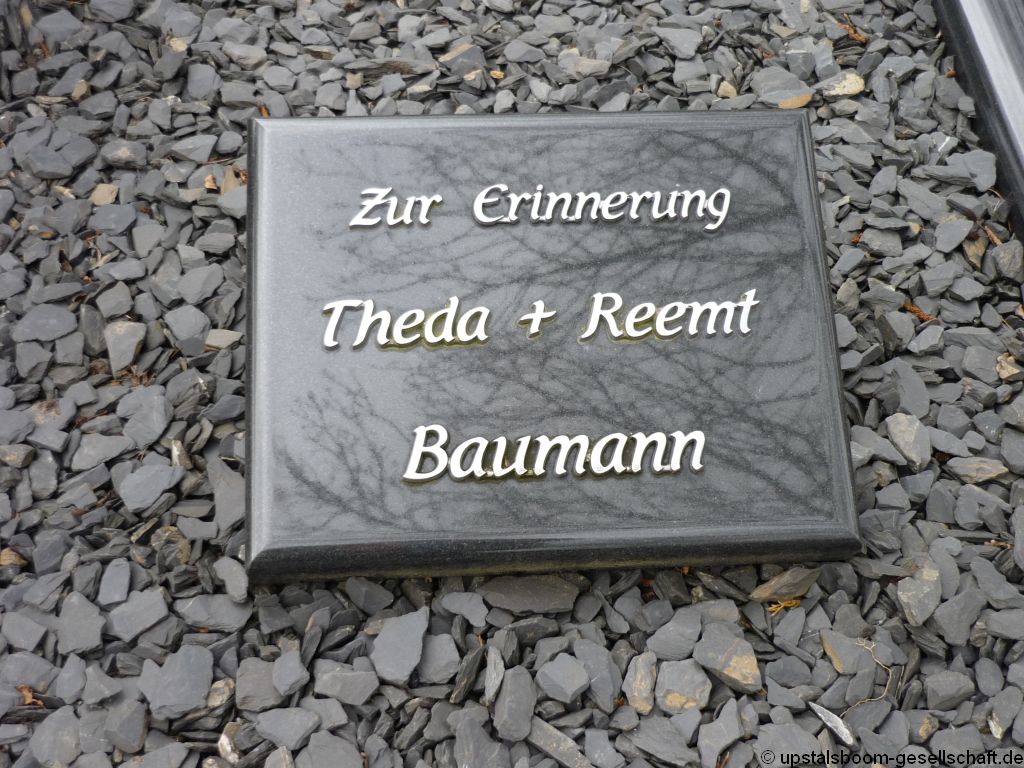 Zur Erinnerung
Theda + Reemt
Baumann
© upstalsboom-gesellschaft.de